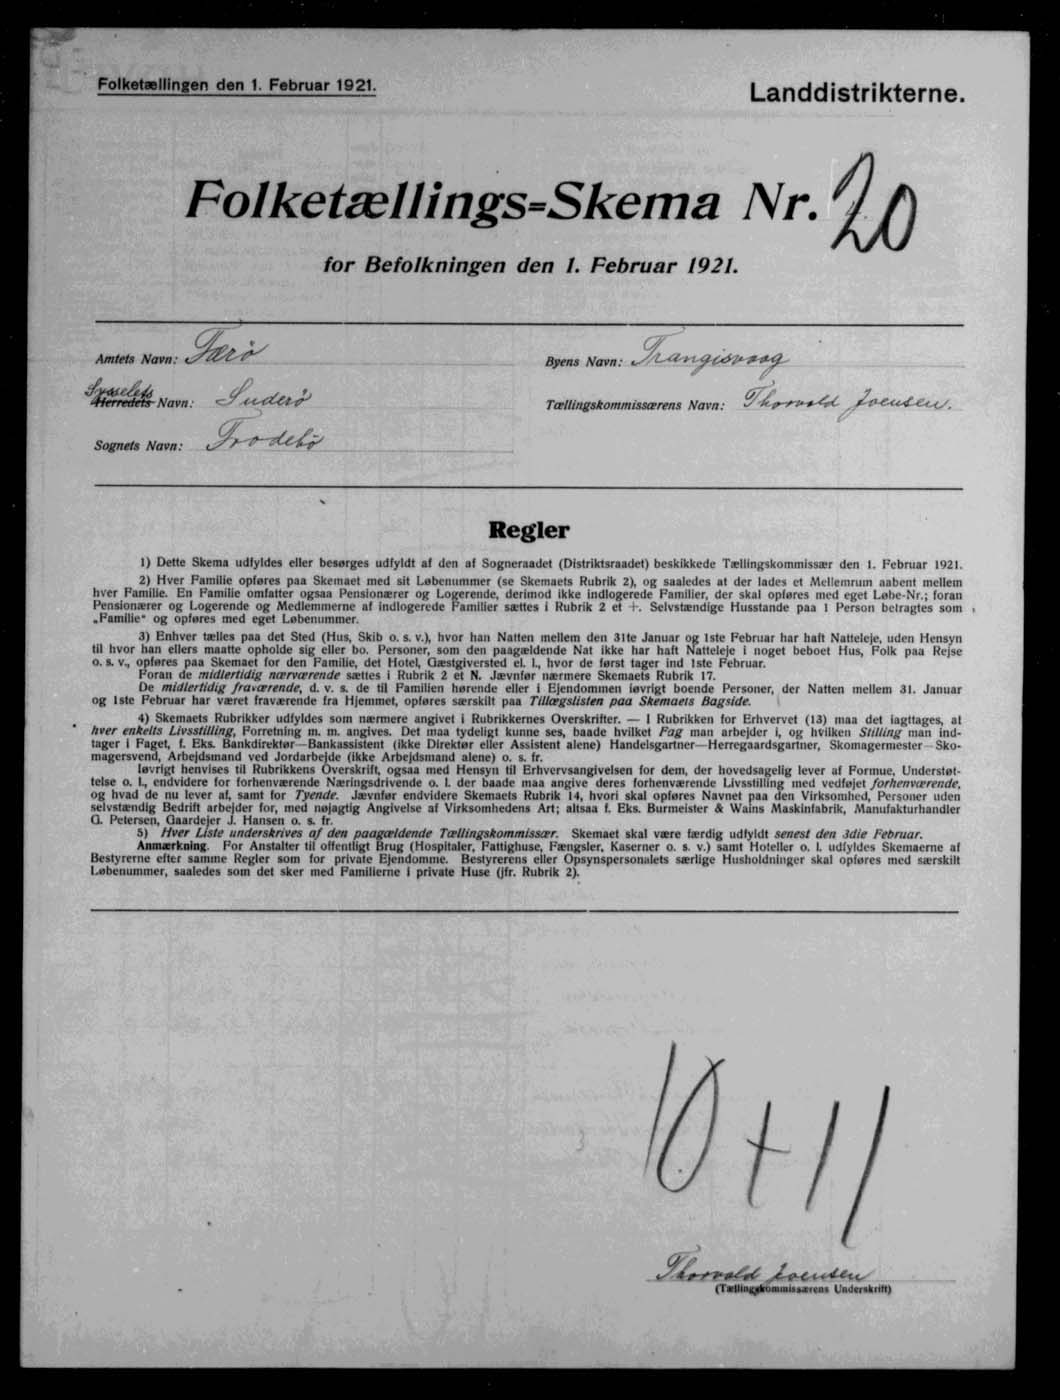 Folketællingen den 1. Februar 1921.
Landdistrikterne.
Folketællings=Skema Nr. 20
for Befolkningen den 1. Februar 1921.
Amtets Navn: Færö
Sysselets
Herredets Navn: Suderö
Sognets Navn: Frodebö
Byens Navn: Trangisvaag
Tællingskommissærens Navn: Thorvald Joensen.
Regler
1) Dette Skema udfyldes eller besørges udfyldt af den af Sogneraadet (Distriktsraadet) beskikkede Tællingskommissær den 1. Februar 1921.
2) Hver Familie opføres paa Skemaet med sit Løbenummer (se Skemaets Rubrik 2), og saaledes at der lades et Mellemrum aabent mellem
hver Familie. En Familie omfatter ogsaa Pensionærer og Logerende, derimod ikke indlogerede Familier, der skal opføres med eget Løbe-Nr.; foran
Pensionærer og Logerende og Medlemmerne af indlogerede Familier sættes i Rubrik 2 et +. Selvstændige Husstande paa 1 Person betragtes som
„Familie“ og opføres med eget Løbenummer.
3) Enhver tælles paa det Sted (Hus, Skib o. s. v.), hvor han Natten mellem den 31te Januar og 1ste Februar har haft Natteleje, uden Hensyn
til hvor han ellers maatte opholde sig eller bo. Personer, som den paagældende Nat ikke har haft Natteleje i noget beboet Hus, Folk paa Rejse
o. s. v., opføres paa Skemaet for den Familie, det Hotel, Gæstgiversted el. l., hvor de først tager ind 1ste Februar.
Foran de midlertidig nærværende sættes i Rubrik 2 et N. Jævnfør nærmere Skemaets Rubrik 17.
De midlertidig fraværende, d. v. s. de til Familien hørende eller i Ejendommen iøvrigt boende Personer, der Natten mellem 31. Januar
og 1ste Februar har været fraværende fra Hjemmet, opføres særskilt paa Tillægslisten paa Skemaets Bagside.
4) Skemaets Rubrikker udfyldes som nærmere angivet i Rubrikkernes Overskrifter. — I Rubrikken for Erhvervet (13) maa det iagttages, at
hver enkelts Livsstilling, Forretning m. m. angives. Det maa tydeligt kunne ses, baade hvilket Fag man arbejder i, og hvilken Stilling man ind-
tager i Faget, f. Eks. Bankdirektør—Bankassistent (ikke Direktør eller Assistent alene) Handelsgartner—Herregaardsgartner, Skomagermester—Sko-
magersvend, Arbejdsmand ved Jordarbejde (ikke Arbejdsmand alene) o. s. fr.
Iøvrigt henvises til Rubrikkens Overskrift, ogsaa med Hensyn til Erhvervsangivelsen for dem, der hovedsagelig lever af Formue, Understøt-
telse o. l., endvidere for forhenværende Næringsdrivende o. l. der baade maa angive deres forhenværende Livsstilling med vedføjet forhenværende,
og hvad de nu lever af, samt for Tyende. Jævnfør endvidere Skemaets Rubrik 14, hvori skal opføres Navnet paa den Virksomhed, Personer uden
selvstændig Bedrift arbejder for, med nøjagtig Angivelse af Virksomhedens Art; altsaa f. Eks. Burmeister & Wains Maskinfabrik, Manufakturhandler
G. Petersen, Gaardejer J. Hansen o. s. fr.
5) Hver Liste underskrives af den paagældende Tællingskommissær. Skemaet skal være færdig udfyldt senest den 3die Februar.
Anmærkning. For Anstalter til offentligt Brug (Hospitaler, Fattighuse, Fængsler, Kaserner o. s. v.) samt Hoteller o. l. udfyldes Skemaerne af
Bestyrerne efter samme Regler som for private Ejendomme. Bestyrerens eller Opsynspersonalets særlige Husholdninger skal opføres med særskilt
Løbenummer, saaledes som det sker med Familierne i private Huse (jfr. Rubrik 2).
10 + 11
Thorvald Joensen
(Tællingskommissærens Underskrift)